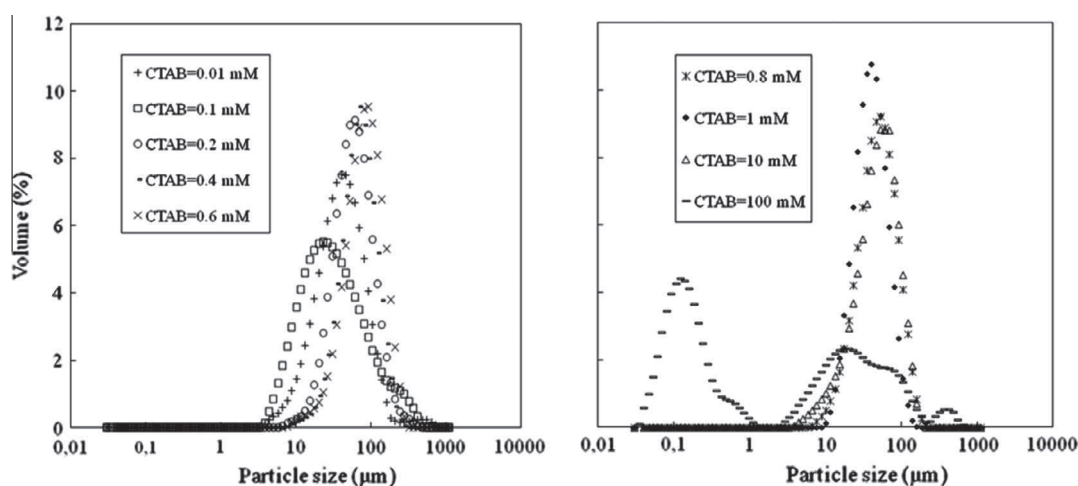 12
10
8
6
4
2
0
Volume (%)
CTAB=0.01 mM
CTAB=0.1 mM
CTAB=0.2 mM
CTAB=0.4 mM
CTAB=0.6 mM
0,01 0,1 1 10 100 1000 10000
Particle size (µm)
CTAB=0.8 mM
CTAB=1 mM
CTAB=10 mM
CTAB=100 mM
0,01 0,1 1 10 100 1000 10000
Particle size (µm)